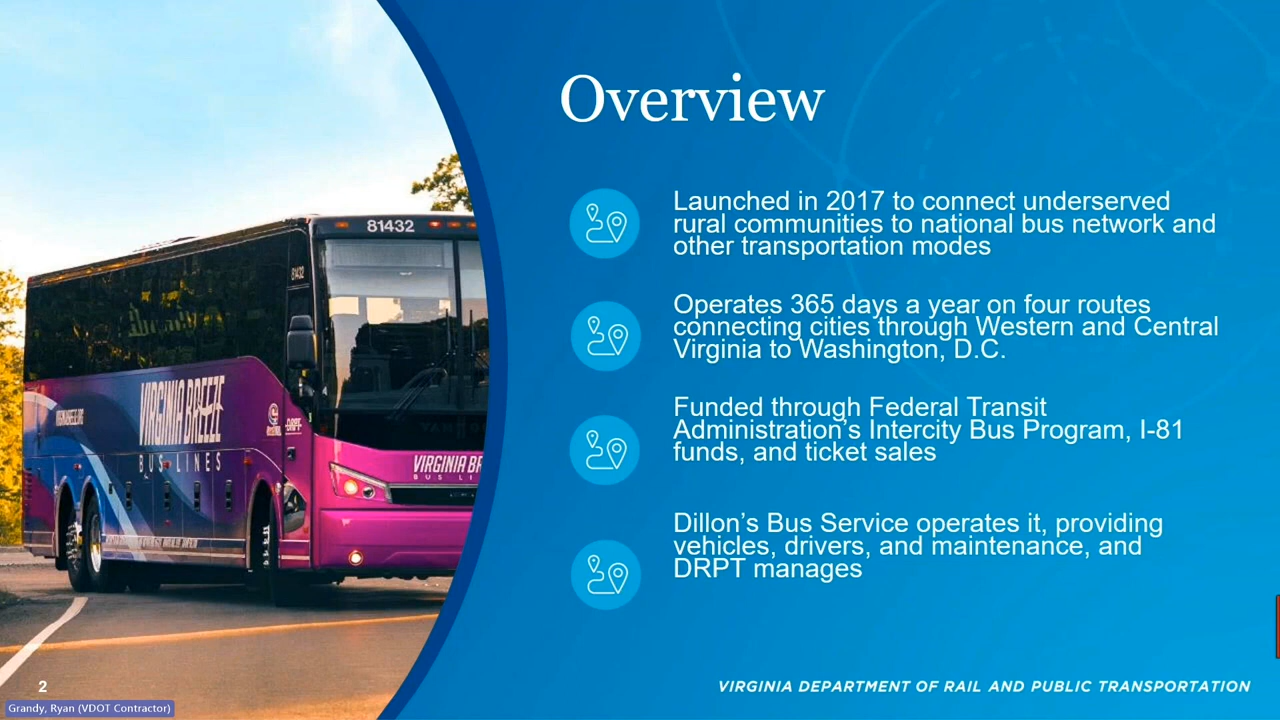 Overview
Launched in 2017 to connect underserved
rural communities to national bus network and
other transportation modes
Operates 365 days a year on four routes
connecting cities through Western and Central
Virginia to Washington, D.C.
Funded through Federal Transit
Administration's Intercity Bus Program, I-81
funds, and ticket sales
Dillon's Bus Service operates it, providing
vehicles, drivers, and maintenance, and
DRPT manages
81432
81432
VIRGINIA BREEZE
BUS LINES
DRPT
VIRGINIA BR
BUS LI
2
VIRGINIA DEPARTMENT OF RAIL AND PUBLIC TRANSPORTATION
Grandy, Ryan (VDOT Contractor)